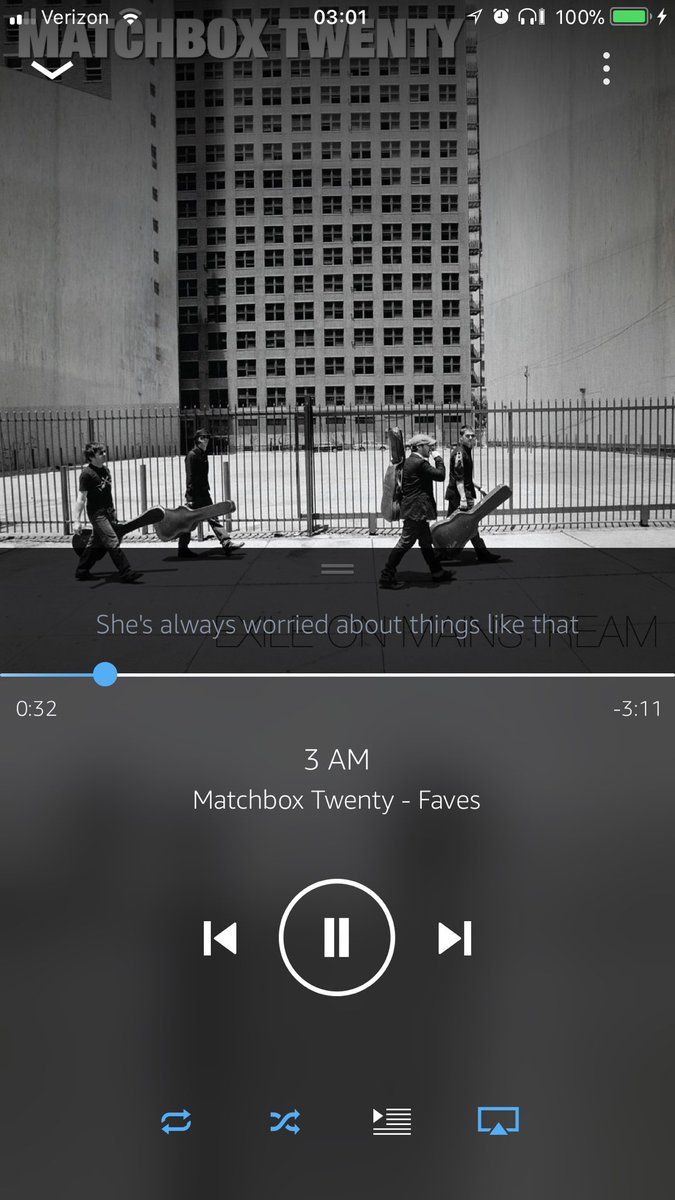 Verizon 03:01 100%
MATCHBOX TWENTY
She's always worried about things like that
EXILE ON MAINSTREAM
0:32 -3:11
3 AM
Matchbox Twenty - Faves